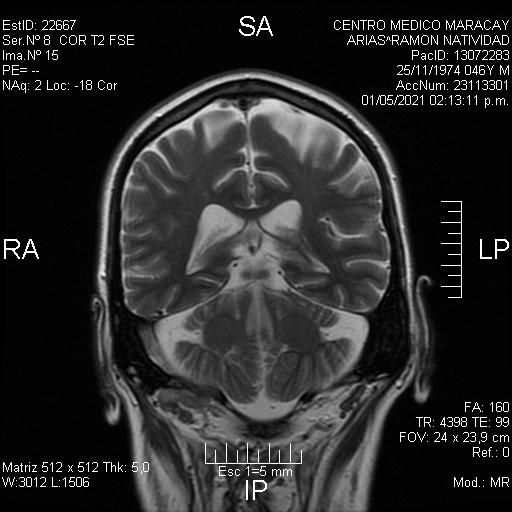 EstID: 22667
Ser.Nº 8 COR T2 FSE
Ima.Nº 15
PE= --
NAq: 2 Loc: -18 Cor
SA
CENTRO MEDICO MARACAY
ARIAS^RAMON NATIVIDAD
PacID: 13072283
25/11/1974 046Y M
AccNum: 23113301
01/05/2021 02:13:11 p.m.
RA
LP
FA: 160
TR: 4398 TE: 99
FOV: 24 x 23,9 cm
Ref.: 0
Mod.: MR
Matriz 512 x 512 Thk: 5,0
W:3012 L:1506
Esc 1=5 mm
IP